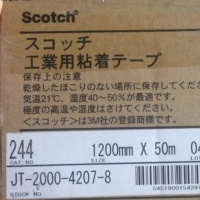 Scotch
スコッチ
工業用粘着テープ
保存上の注意
乾燥したほこりのない場所に保存してくだ
気温21℃、湿度40〜50%が最適です。
極度の高温や湿度はさけてください。
<スコッチ>は3M社の登録商標です。
244 1200mm X 50m 04
CAT. NO. SIZE
JT-2000-4207-8
STOCK N